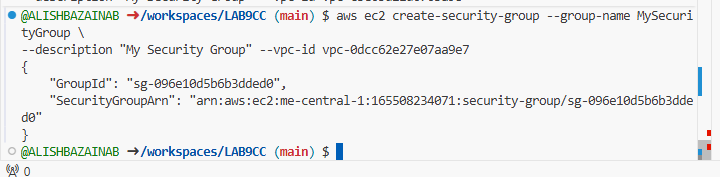 @ALISHBAZAINAB ➜/workspaces/LAB9CC (main) $ aws ec2 create-security-group --group-name MySecuri
tyGroup \
--description "My Security Group" --vpc-id vpc-0dcc62e27e07aa9e7
{
    "GroupId": "sg-096e10d5b6b3dded0",
    "SecurityGroupArn": "arn:aws:ec2:me-central-1:165508234071:security-group/sg-096e10d5b6b3dde
d0"
}
@ALISHBAZAINAB ➜/workspaces/LAB9CC (main) $
0